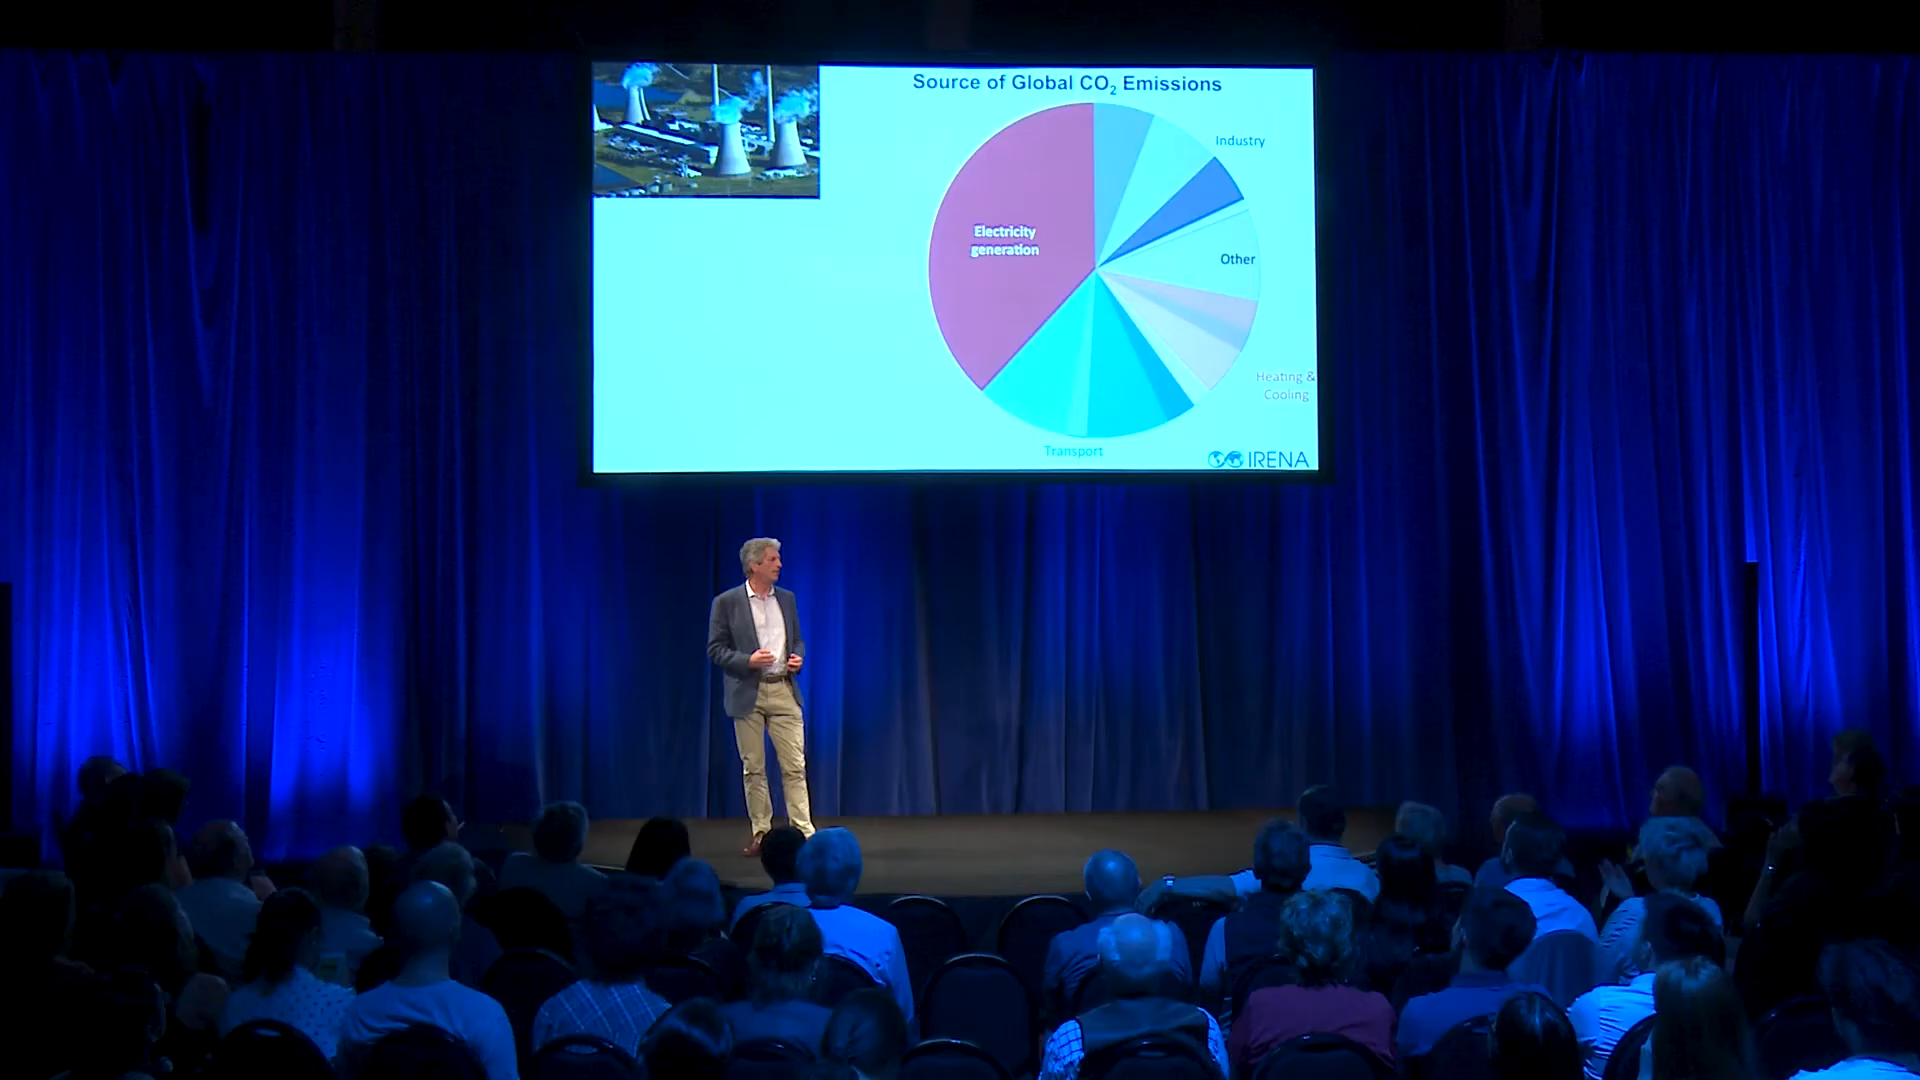 Source of Global CO₂ Emissions
Industry
Electricity
generation
Other
Heating &
Cooling
Transport
IRENA